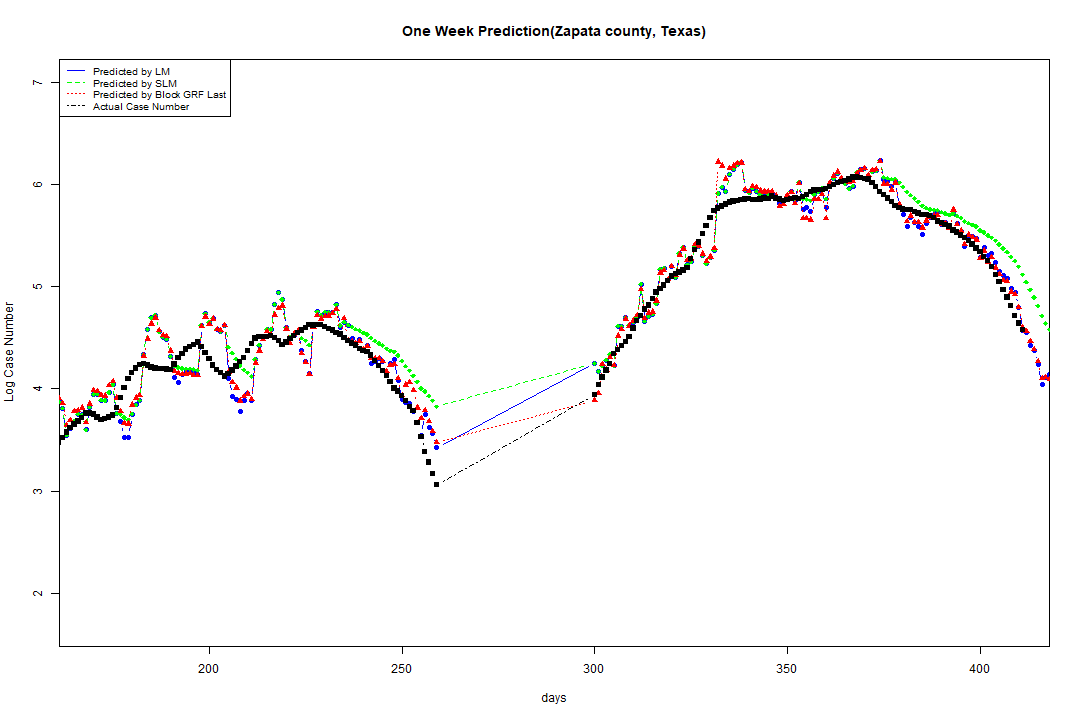 One Week Prediction(Zapata county, Texas)
Predicted by LM
Predicted by SLM
Predicted by Block GRF Last
Actual Case Number
7
6
5
4
3
2
Log Case Number
200 250 300 350 400
days